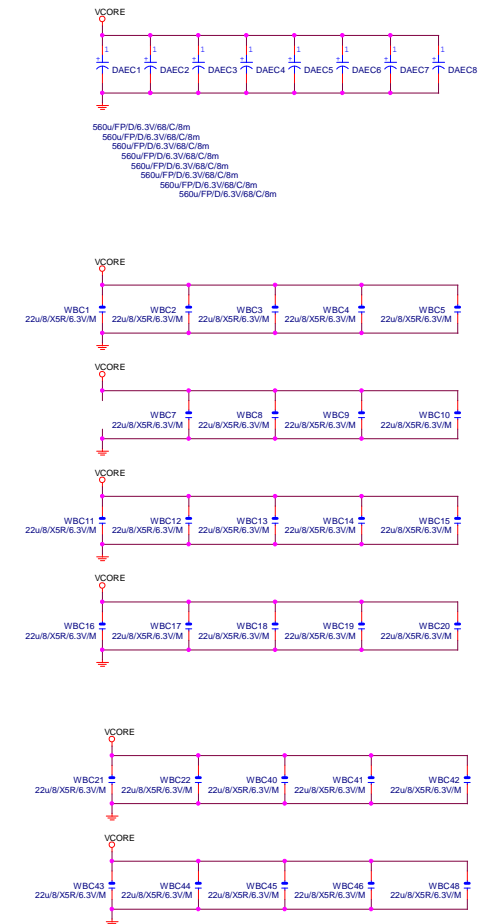 VCORE
1 1 1 1 1 1 1 1
+ + + + + + + +
DAEC1 DAEC2 DAEC3 DAEC4 DAEC5 DAEC6 DAEC7 DAEC8
560u/FP/D/6.3V/68/C/8m
560u/FP/D/6.3V/68/C/8m
560u/FP/D/6.3V/68/C/8m
560u/FP/D/6.3V/68/C/8m
560u/FP/D/6.3V/68/C/8m
560u/FP/D/6.3V/68/C/8m
560u/FP/D/6.3V/68/C/8m
560u/FP/D/6.3V/68/C/8m
VCORE
WBC1 WBC2 WBC3 WBC4 WBC5
22u/8/X5R/6.3V/M 22u/8/X5R/6.3V/M 22u/8/X5R/6.3V/M 22u/8/X5R/6.3V/M 22u/8/X5R/6.3V/M
VCORE
WBC7 WBC8 WBC9 WBC10
22u/8/X5R/6.3V/M 22u/8/X5R/6.3V/M 22u/8/X5R/6.3V/M 22u/8/X5R/6.3V/M
VCORE
WBC11 WBC12 WBC13 WBC14 WBC15
22u/8/X5R/6.3V/M 22u/8/X5R/6.3V/M 22u/8/X5R/6.3V/M 22u/8/X5R/6.3V/M 22u/8/X5R/6.3V/M
VCORE
WBC16 WBC17 WBC18 WBC19 WBC20
22u/8/X5R/6.3V/M 22u/8/X5R/6.3V/M 22u/8/X5R/6.3V/M 22u/8/X5R/6.3V/M 22u/8/X5R/6.3V/M
VCORE
WBC21 WBC22 WBC40 WBC41 WBC42
22u/8/X5R/6.3V/M 22u/8/X5R/6.3V/M 22u/8/X5R/6.3V/M 22u/8/X5R/6.3V/M 22u/8/X5R/6.3V/M
VCORE
WBC43 WBC44 WBC45 WBC46 WBC48
22u/8/X5R/6.3V/M 22u/8/X5R/6.3V/M 22u/8/X5R/6.3V/M 22u/8/X5R/6.3V/M 22u/8/X5R/6.3V/M